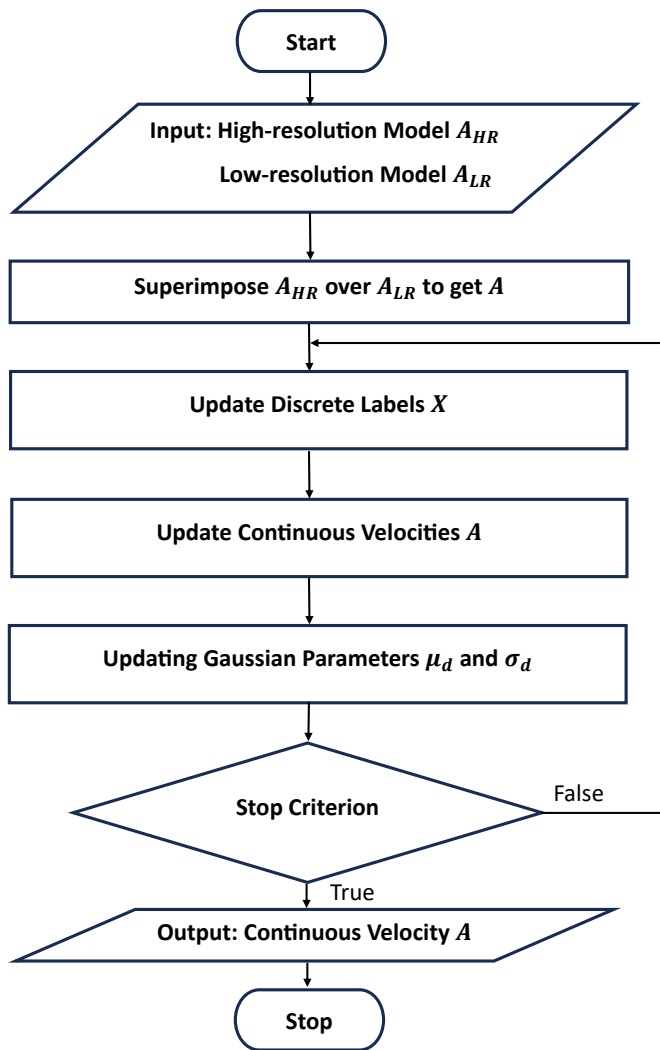 Start
Input: High-resolution Model A_HR
Low-resolution Model A_LR
Superimpose A_HR over A_LR to get A
Update Discrete Labels X
Update Continuous Velocities A
Updating Gaussian Parameters μ_d and σ_d
Stop Criterion
False
True
Output: Continuous Velocity A
Stop